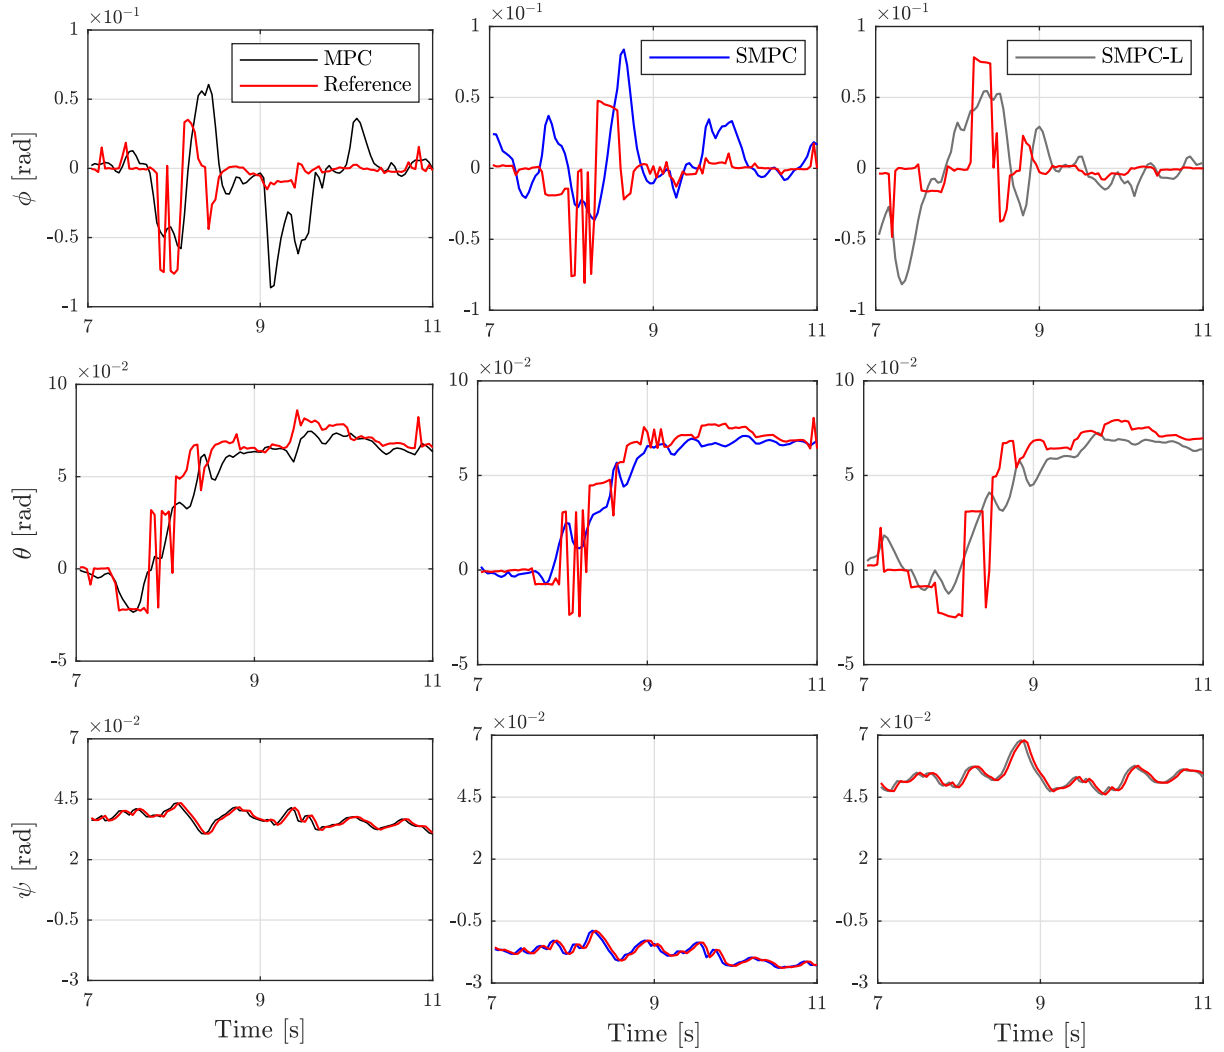 ×10⁻¹ ×10⁻¹ ×10⁻¹
1 1 1
MPC SMPC SMPC-L
Reference
0.5 0.5 0.5
ϕ [rad]
0 0 0
-0.5 -0.5 -0.5
-1 -1 -1
7 9 11 7 9 11 7 9 11
×10⁻² ×10⁻² ×10⁻²
10 10 10
5 5 5
θ [rad]
0 0 0
-5 -5 -5
7 9 11 7 9 11 7 9 11
×10⁻² ×10⁻² ×10⁻²
7 7 7
4.5 4.5 4.5
ψ [rad]
2 2 2
-0.5 -0.5 -0.5
-3 -3 -3
7 9 11 7 9 11 7 9 11
Time [s] Time [s] Time [s]